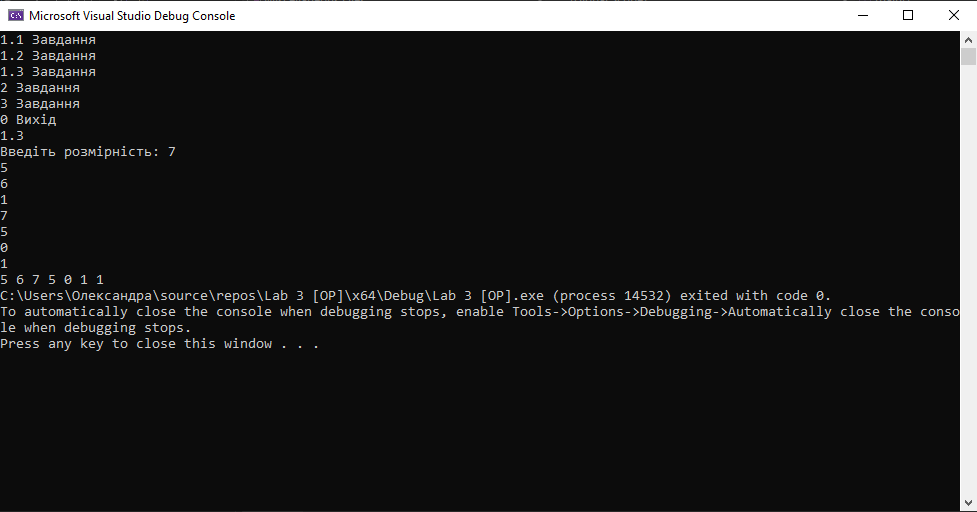 Microsoft Visual Studio Debug Console
1.1 Завдання
1.2 Завдання
1.3 Завдання
2 Завдання
3 Завдання
0 Вихід
1.3
Введіть розмірність: 7
5
6
1
7
5
0
1
5 6 7 5 0 1 1
C:\Users\Олександра\source\repos\Lab 3 [OP]\x64\Debug\Lab 3 [OP].exe (process 14532) exited with code 0.
To automatically close the console when debugging stops, enable Tools->Options->Debugging->Automatically close the conso
le when debugging stops.
Press any key to close this window . . .